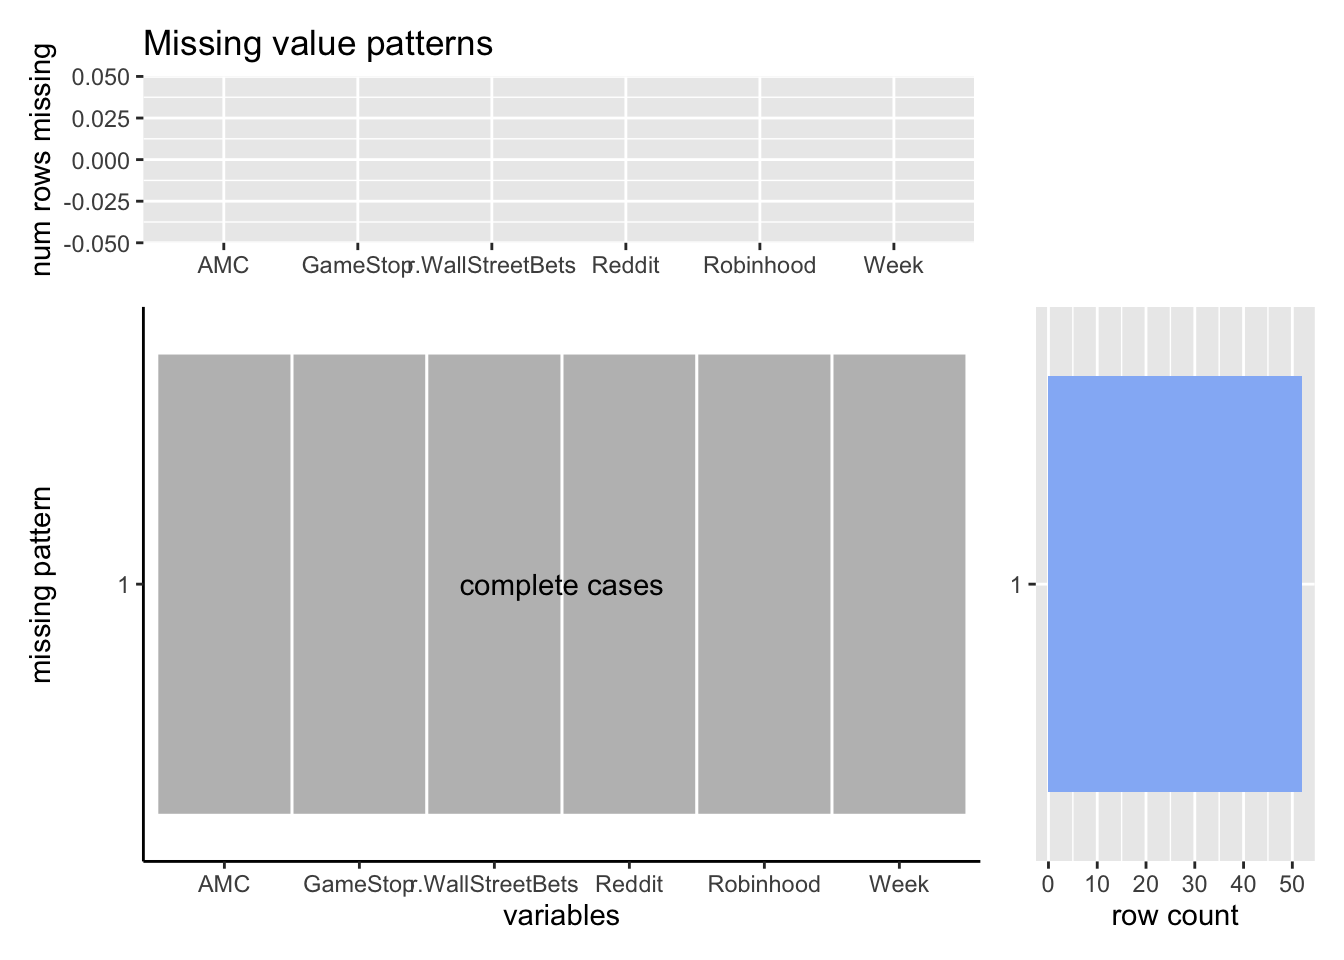 Missing value patterns
num rows missing
0.050
0.025
0.000
-0.025
-0.050
AMC GameStop r.WallStreetBets Reddit Robinhood Week
missing pattern
1
complete cases
AMC GameStop r.WallStreetBets Reddit Robinhood Week
variables
1
0 10 20 30 40 50
row count